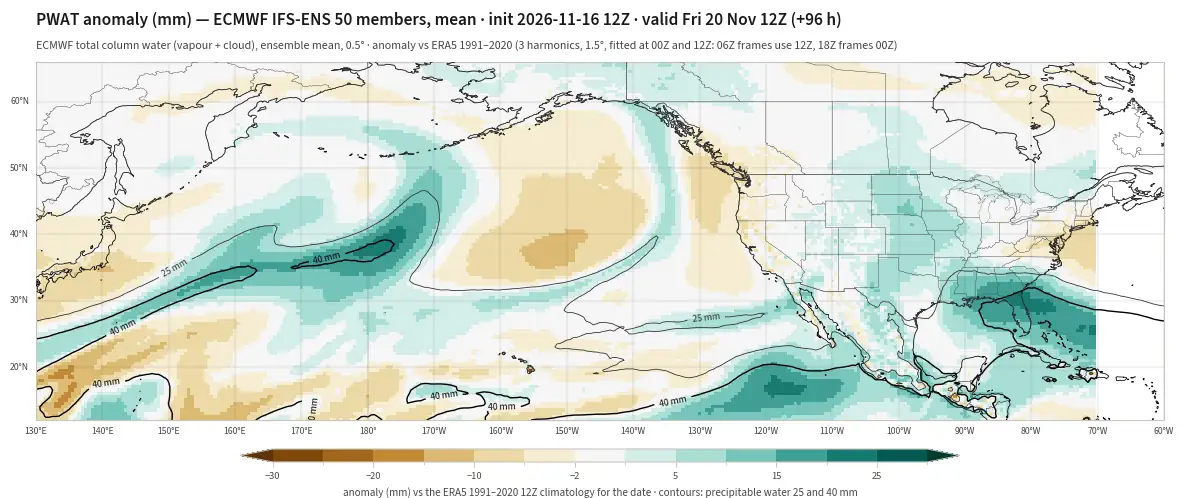 PWAT anomaly (mm) — ECMWF IFS-ENS 50 members, mean · init 2026-11-16 12Z · valid Fri 20 Nov 12Z (+96 h)
ECMWF total column water (vapour + cloud), ensemble mean, 0.5° · anomaly vs ERA5 1991–2020 (3 harmonics, 1.5°, fitted at 00Z and 12Z: 06Z frames use 12Z, 18Z frames 00Z)
60°N
50°N
40°N
30°N
20°N
25 mm
40 mm
40 mm
40 mm
40 mm
40 mm
0 mm
25 mm
40 mm
130°E 140°E 150°E 160°E 170°E 180° 170°W 160°W 150°W 140°W 130°W 120°W 110°W 100°W 90°W 80°W 70°W 60°W
−30 −20 −10 −2 5 15 25
anomaly (mm) vs the ERA5 1991–2020 12Z climatology for the date · contours: precipitable water 25 and 40 mm